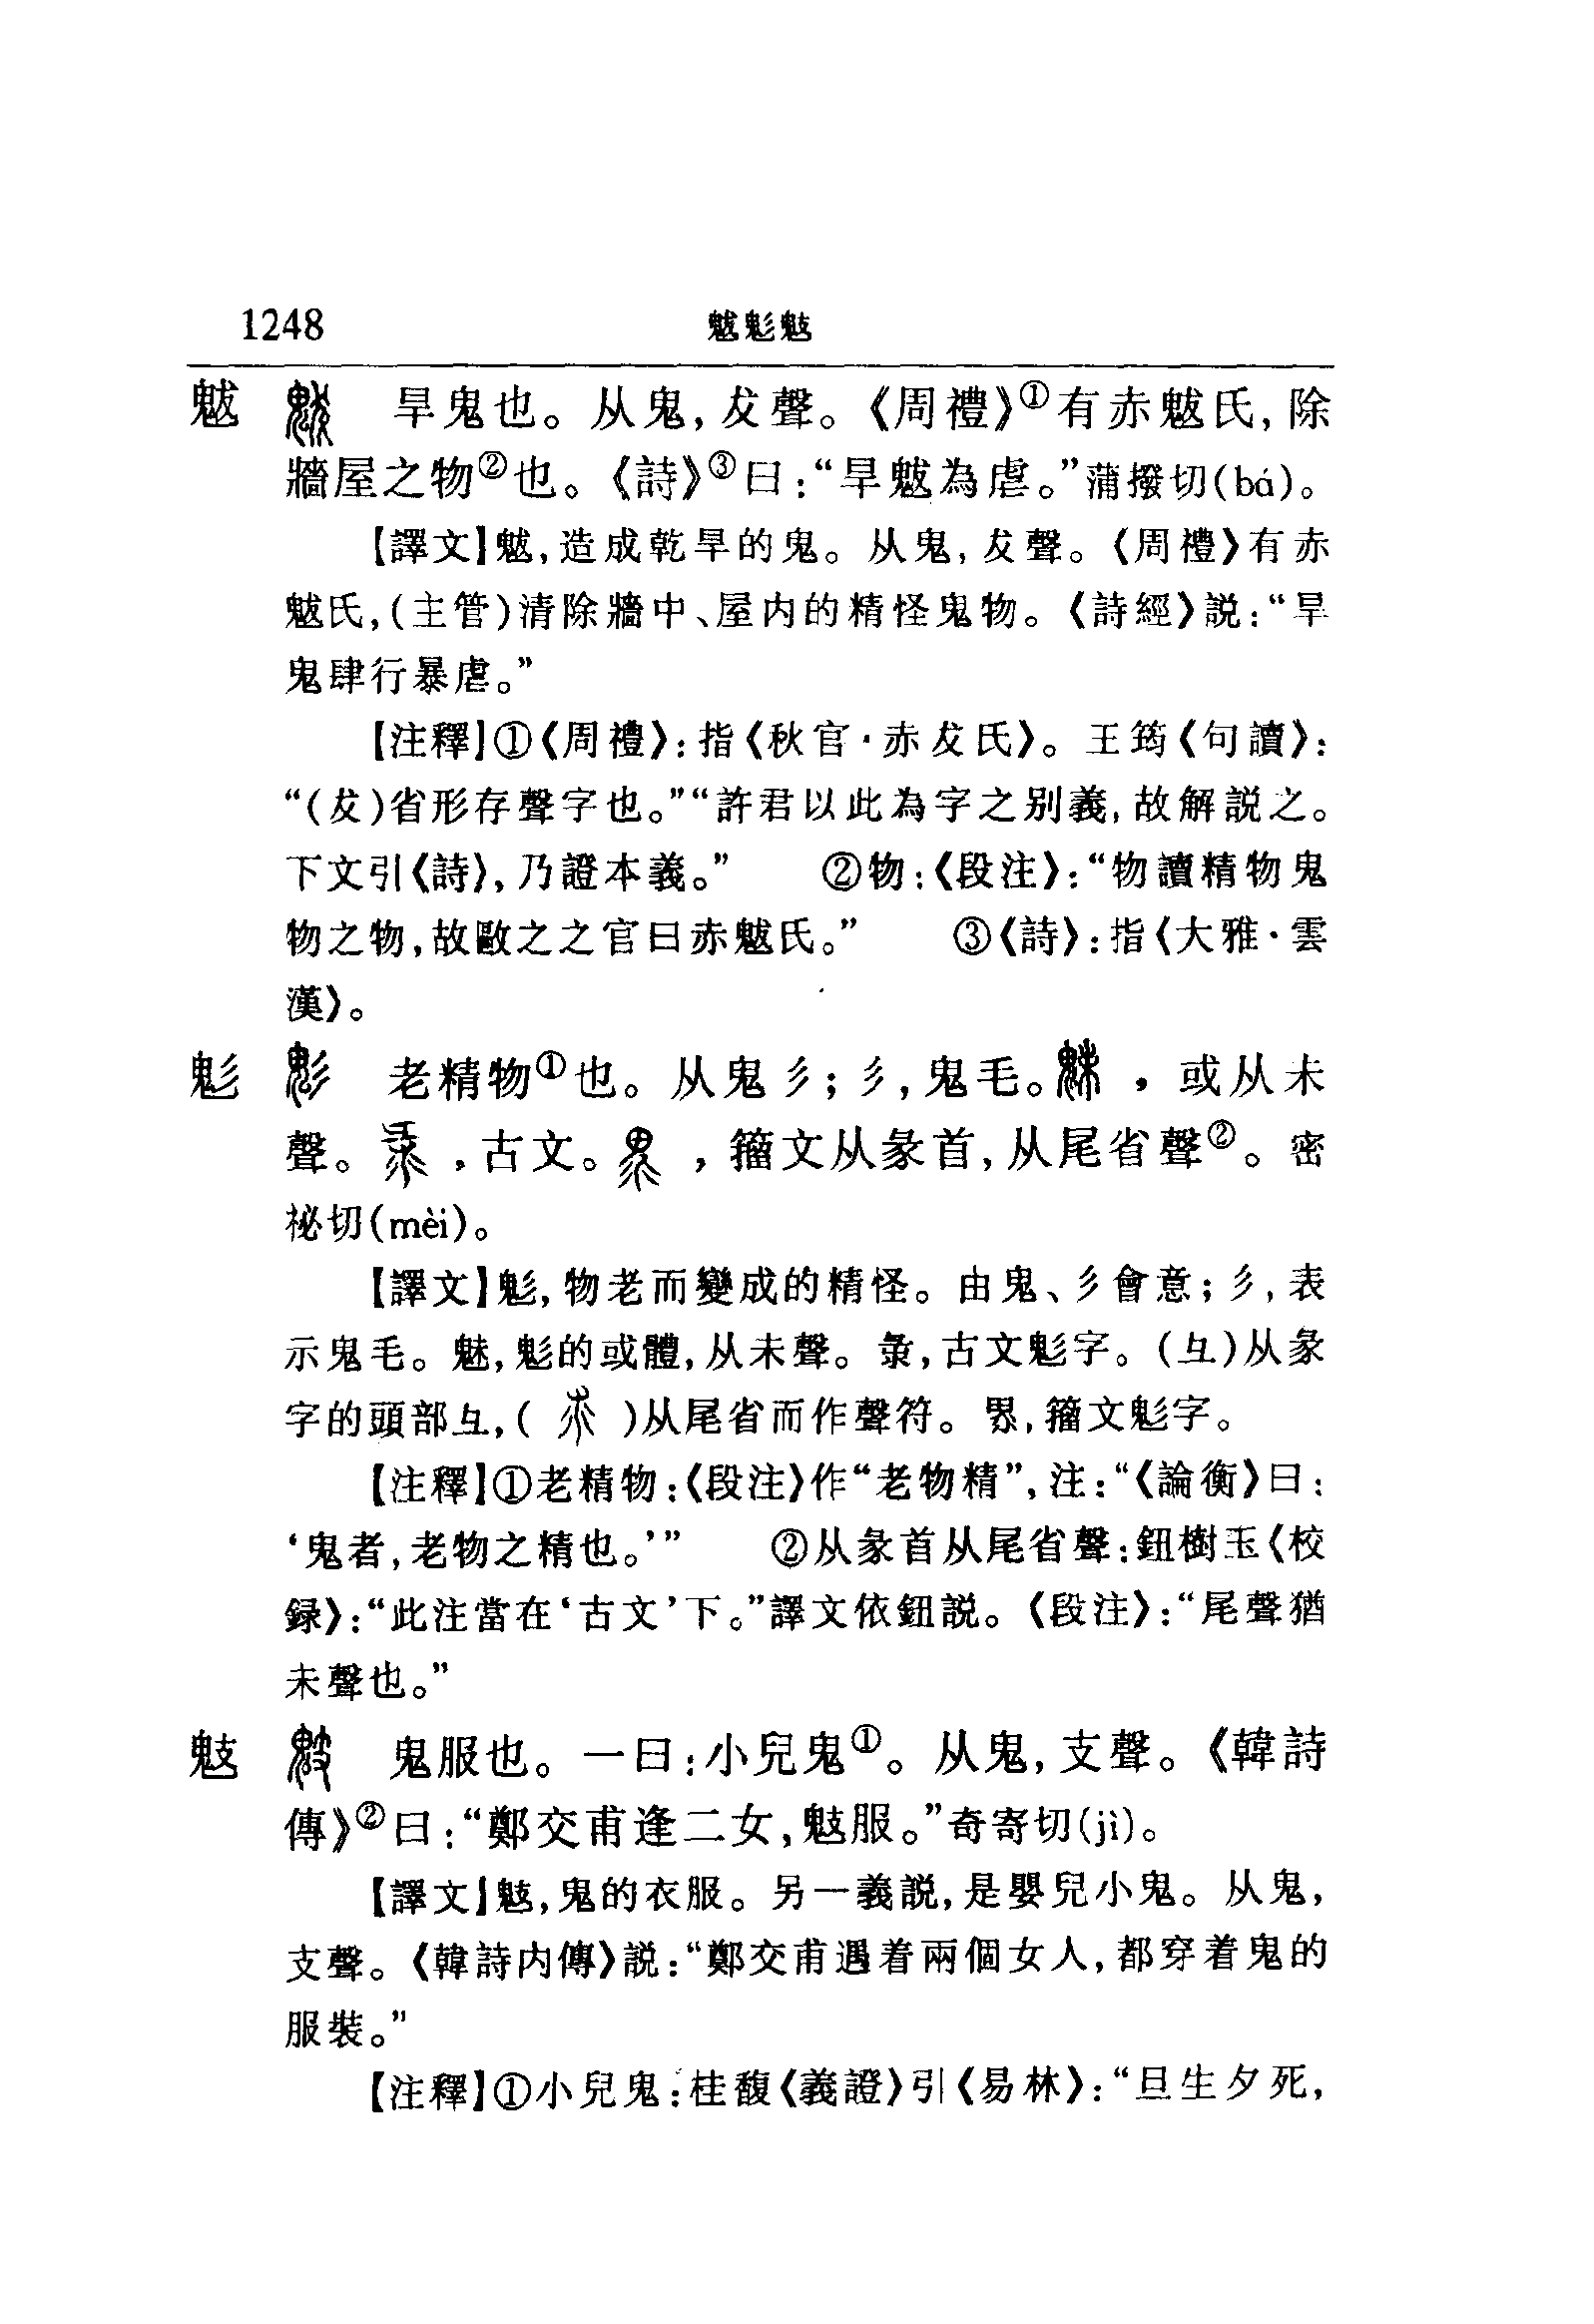 1248 魃鬽鬾
魃 旱鬼也。从鬼,犮聲。《周禮》①有赤魃氏,除
牆屋之物②也。《詩》③曰:“旱魃為虐。”蒲撥切(bá)。
【譯文】魃,造成乾旱的鬼。从鬼,犮聲。《周禮》有赤
魃氏,(主管)清除牆中、屋内的精怪鬼物。《詩經》説:“旱
鬼肆行暴虐。”
【注釋】①《周禮》:指《秋官·赤犮氏》。王筠《句讀》:
“(犮)省形存聲字也。”“許君以此為字之别義,故解説之。
下文引《詩》,乃證本義。” ②物:《段注》:“物讀精物鬼
物之物,故敺之之官曰赤魃氏。” ③《詩》:指《大雅·雲
漢》。
鬽 老精物①也。从鬼彡;彡,鬼毛。 ,或从未
聲。 ,古文。 ,籀文从彖首,从尾省聲②。密
祕切(mèi)。
【譯文】鬽,物老而變成的精怪。由鬼、彡會意;彡,表
示鬼毛。魅,鬽的或體,从未聲。 ,古文鬽字。(彑)从彖
字的頭部彑,( )从尾省而作聲符。 ,籀文鬽字。
【注釋】①老精物:《段注》作“老物精”,注:“《論衡》曰:
‘鬼者,老物之精也。’” ②从彖首从尾省聲:鈕樹玉《校
録》:“此注當在‘古文’下。”譯文依鈕説。《段注》:“尾聲猶
未聲也。”
鬾 鬼服也。一曰:小兒鬼①。从鬼,支聲。《韓詩
傳》②曰:“鄭交甫逢二女,鬾服。”奇寄切(jì)。
【譯文】鬾,鬼的衣服。另一義説,是嬰兒小鬼。从鬼,
支聲。《韓詩内傳》説:“鄭交甫遇着兩個女人,都穿着鬼的
服裝。”
【注釋】①小兒鬼:桂馥《義證》引《易林》:“旦生夕死,